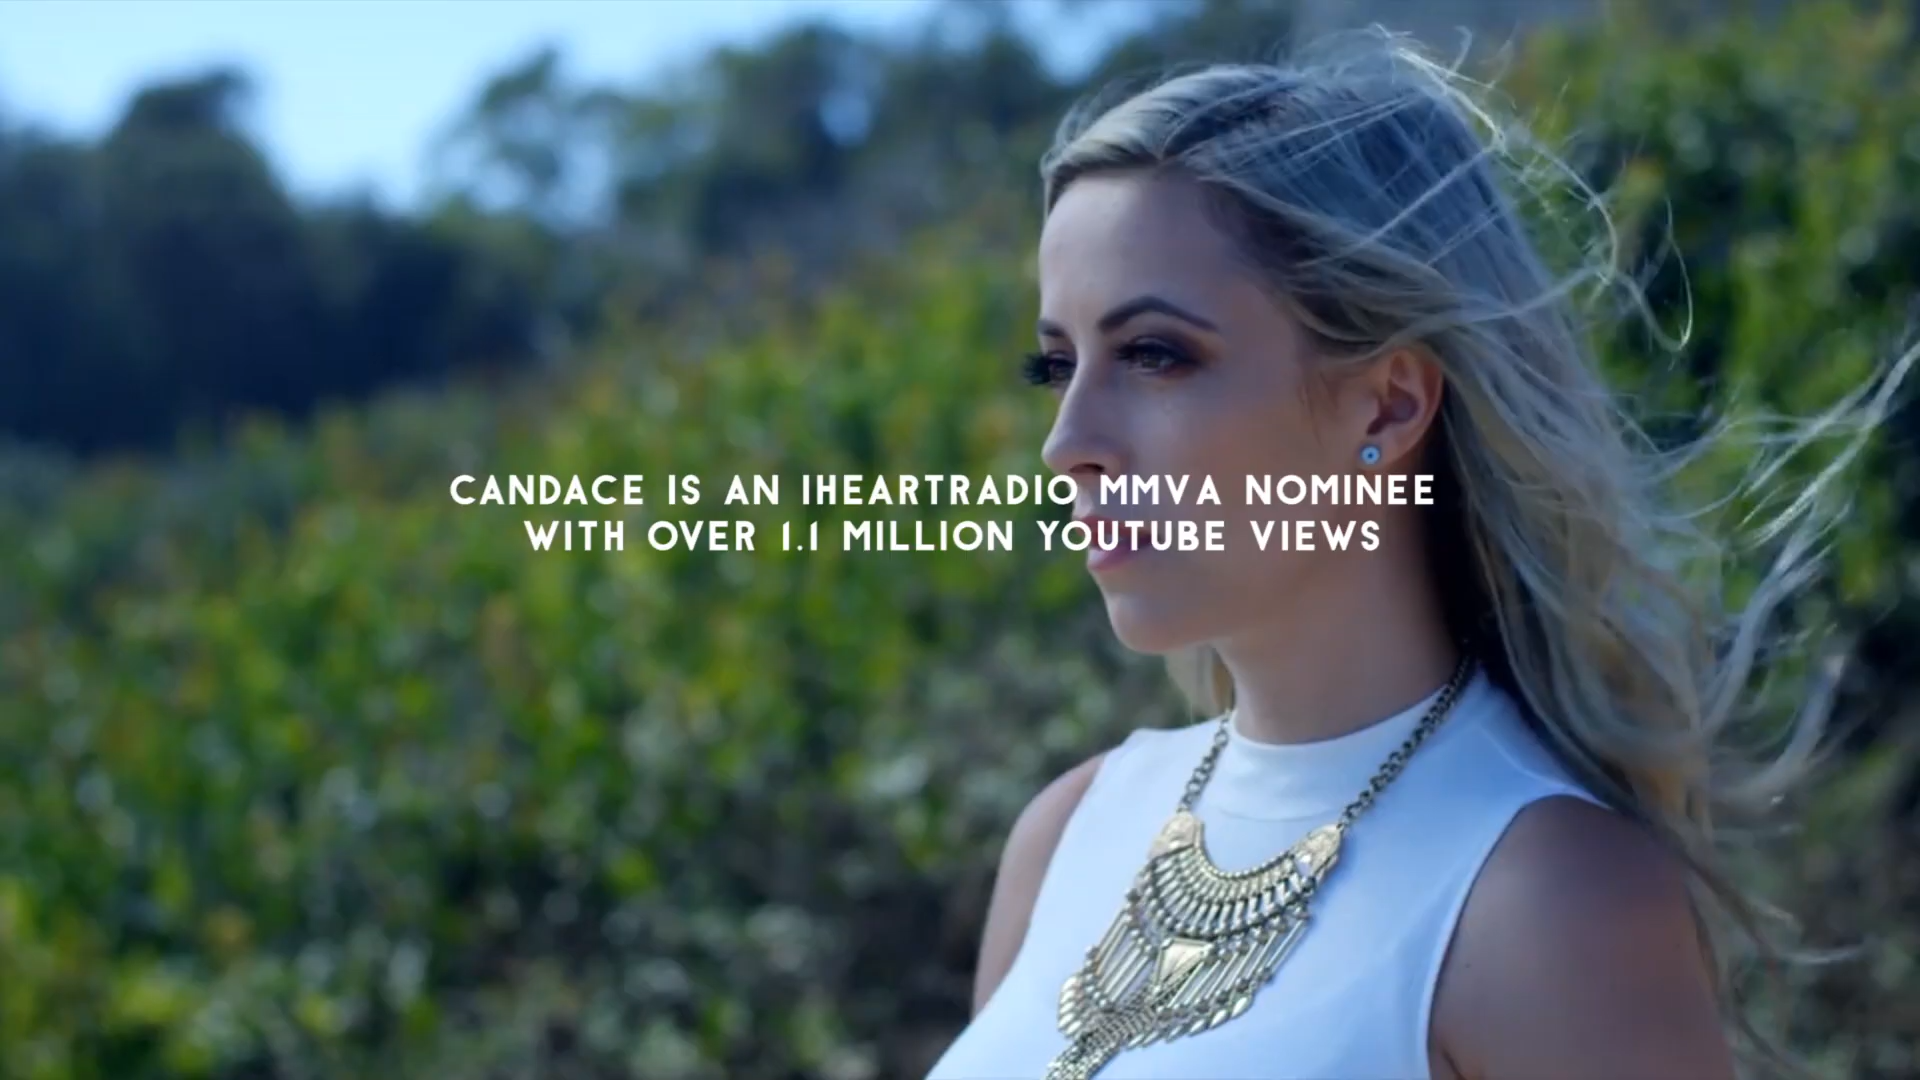 CANDACE IS AN IHEARTRADIO MMVA NOMINEE
WITH OVER 1.1 MILLION YOUTUBE VIEWS